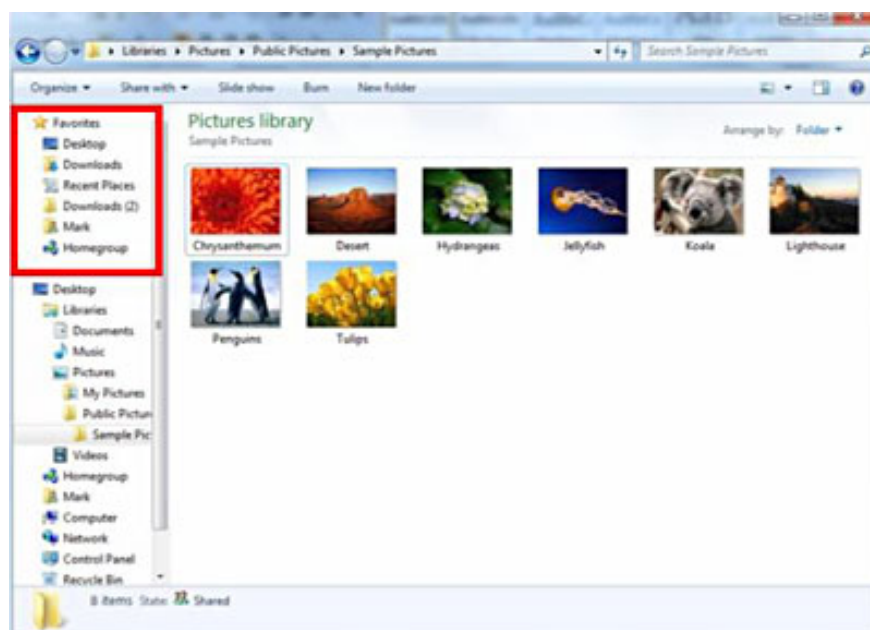 Libraries ▸ Pictures ▸ Public Pictures ▸ Sample Pictures
Search Sample Pictures
Organize Share with Slide show Burn New folder
Favorites
Desktop
Downloads
Recent Places
Downloads (2)
Mark
Homegroup
Desktop
Libraries
Documents
Music
Pictures
My Pictures
Public Pictur
Sample Pic
Videos
Homegroup
Mark
Computer
Network
Control Panel
Recycle Bin
Pictures library
Sample Pictures
Arrange by: Folder
Chrysanthemum Desert Hydrangeas Jellyfish Koala Lighthouse
Penguins Tulips
8 items State: Shared